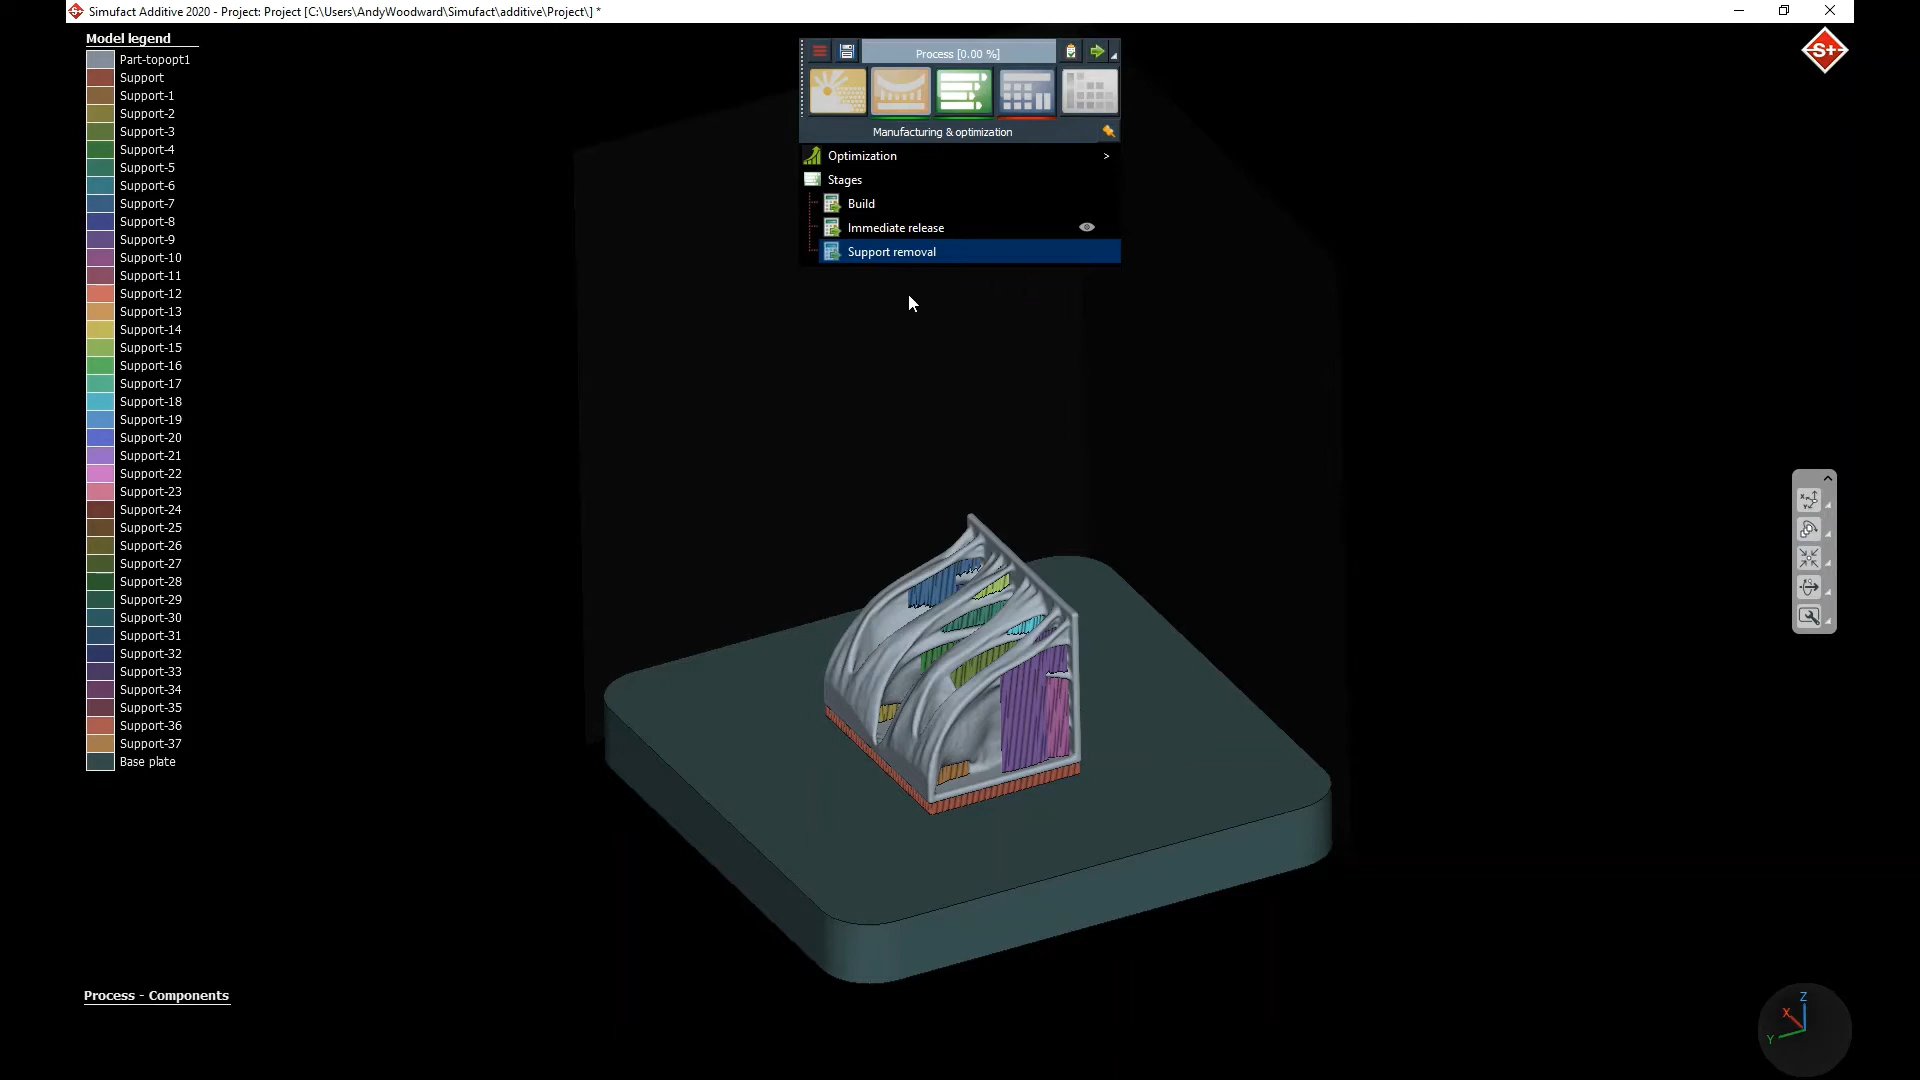 Simufact Additive 2020 - Project: Project [C:\Users\AndyWoodward\Simufact\additive\Project\] *
Model legend
Part-topopt1
Support
Support-1
Support-2
Support-3
Support-4
Support-5
Support-6
Support-7
Support-8
Support-9
Support-10
Support-11
Support-12
Support-13
Support-14
Support-15
Support-16
Support-17
Support-18
Support-19
Support-20
Support-21
Support-22
Support-23
Support-24
Support-25
Support-26
Support-27
Support-28
Support-29
Support-30
Support-31
Support-32
Support-33
Support-34
Support-35
Support-36
Support-37
Base plate
Process - Components
Process [0.00 %]
Manufacturing & optimization
Optimization >
Stages
Build
Immediate release
Support removal
S+
Z
X
Y